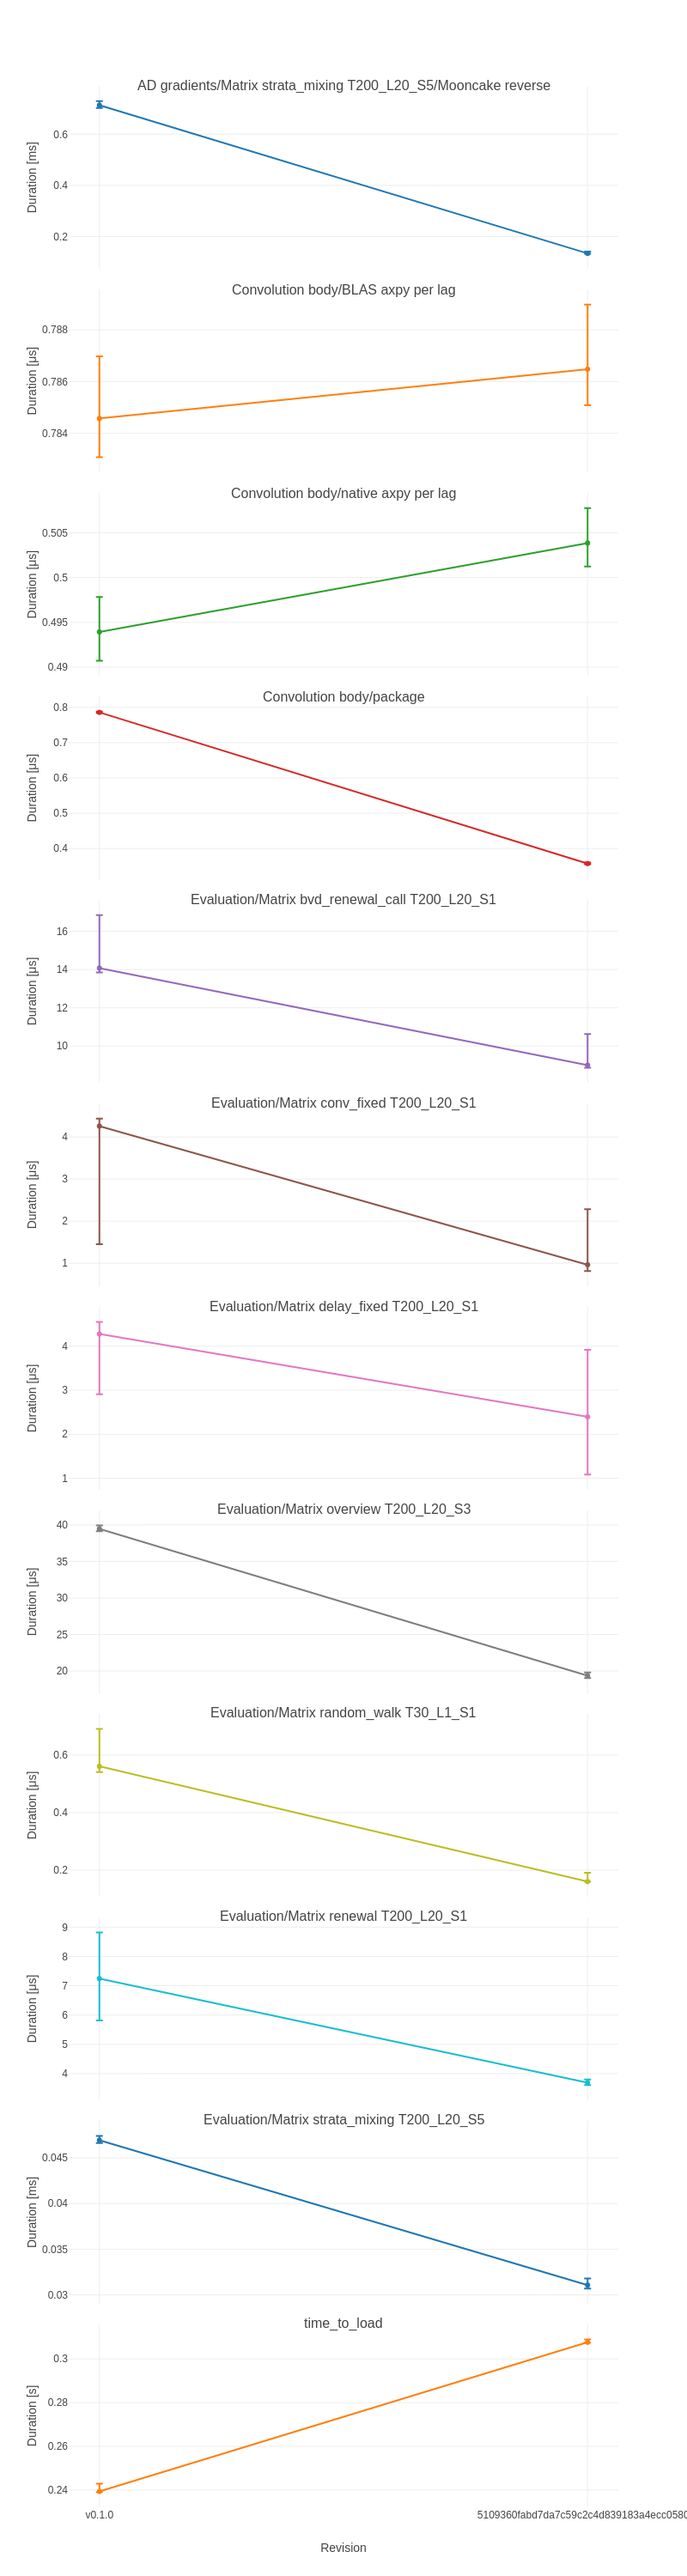 AD gradients/Matrix strata_mixing T200_L20_S5/Mooncake reverse
Duration [ms]
0.6
0.4
0.2
Convolution body/BLAS axpy per lag
Duration [μs]
0.788
0.786
0.784
Convolution body/native axpy per lag
Duration [μs]
0.505
0.5
0.495
0.49
Convolution body/package
Duration [μs]
0.8
0.7
0.6
0.5
0.4
Evaluation/Matrix bvd_renewal_call T200_L20_S1
Duration [μs]
16
14
12
10
Evaluation/Matrix conv_fixed T200_L20_S1
Duration [μs]
4
3
2
1
Evaluation/Matrix delay_fixed T200_L20_S1
Duration [μs]
4
3
2
1
Evaluation/Matrix overview T200_L20_S3
Duration [μs]
40
35
30
25
20
Evaluation/Matrix random_walk T30_L1_S1
Duration [μs]
0.6
0.4
0.2
Evaluation/Matrix renewal T200_L20_S1
Duration [μs]
9
8
7
6
5
4
Evaluation/Matrix strata_mixing T200_L20_S5
Duration [ms]
0.045
0.04
0.035
0.03
time_to_load
Duration [s]
0.3
0.28
0.26
0.24
v0.1.0
5109360fabd7da7c59c2c4d839183a4ecc0580
Revision